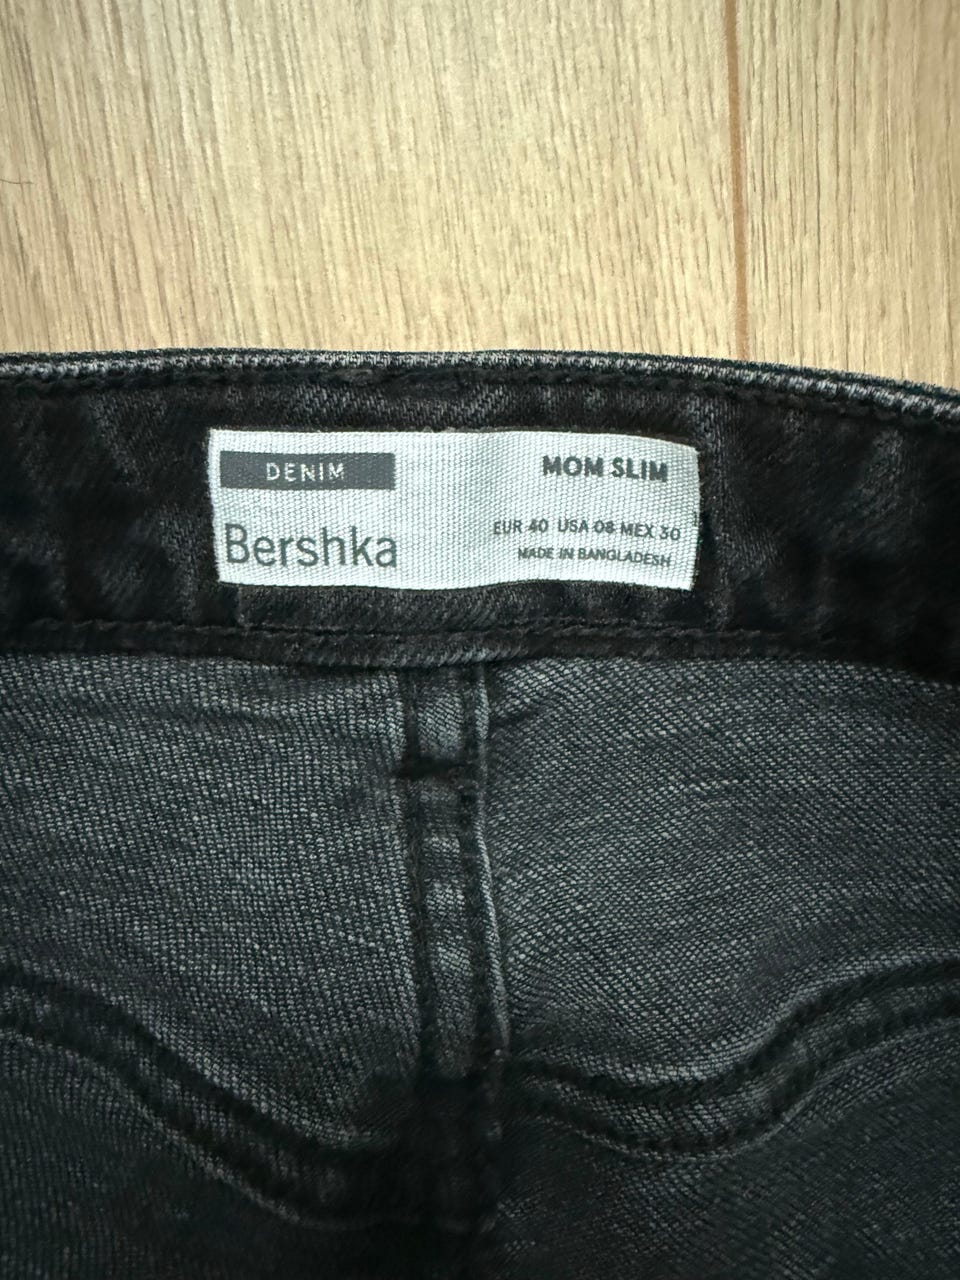 DENIM
MOM SLIM
Bershka
EUR 40 USA 08 MEX 30
MADE IN BANGLADESH